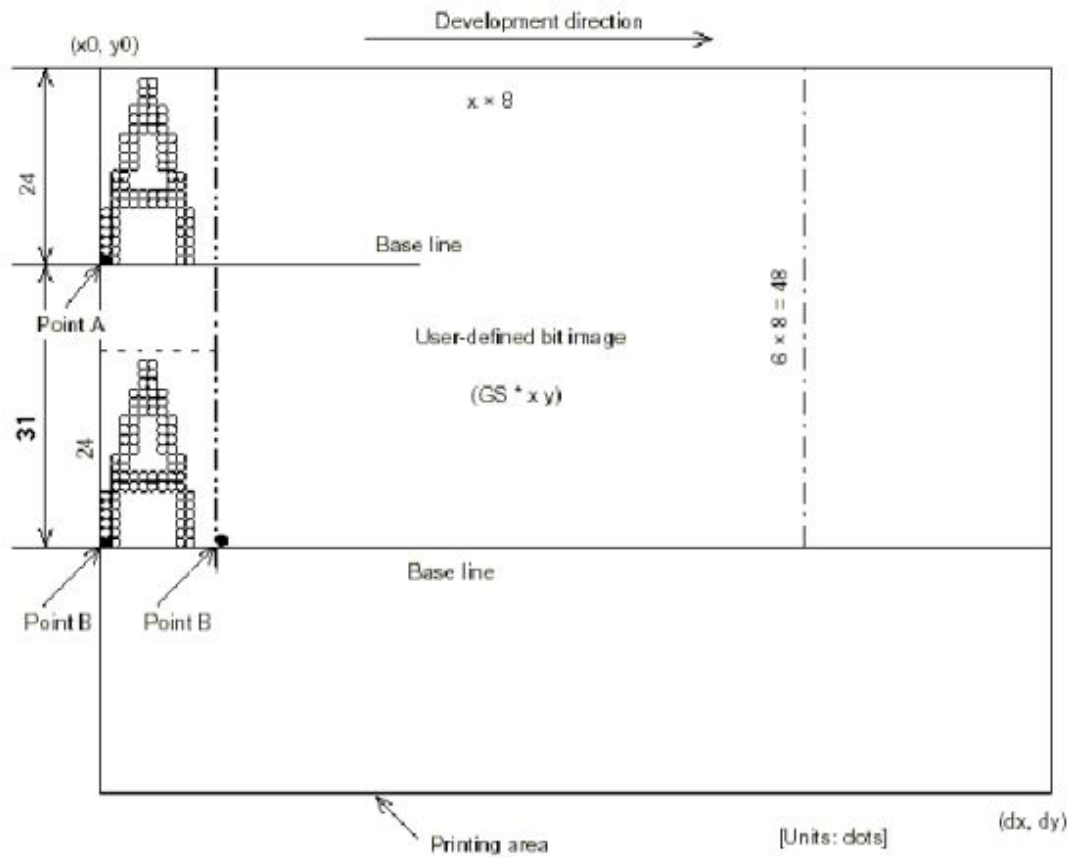 Development direction
(x0, y0)
x × 8
24
Base line
Point A
6 × 8 = 48
User-defined bit image
(GS * x y)
31
24
Base line
Point B
Point B
(dx, dy)
[Units: dots]
Printing area